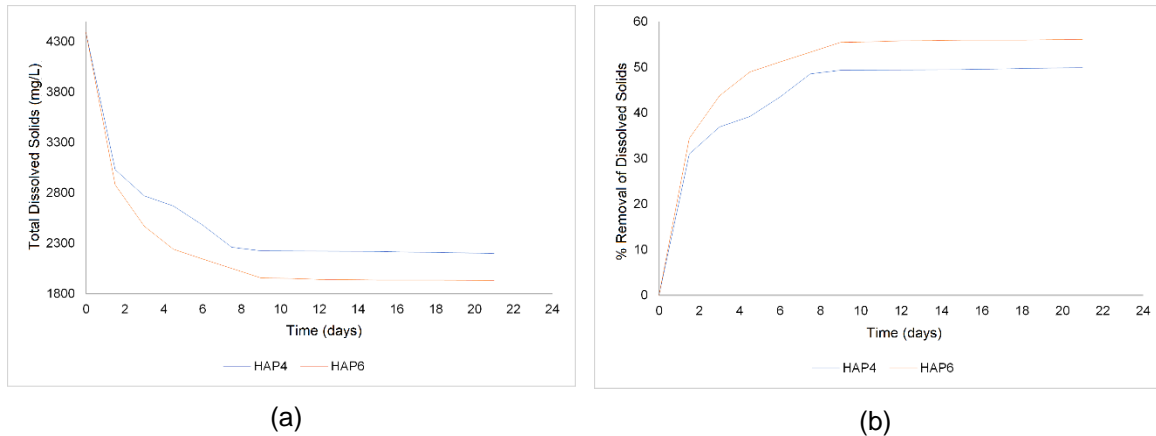 Total Dissolved Solids (mg/L)
4300
3800
3300
2800
2300
1800
0 2 4 6 8 10 12 14 16 18 20 22 24
Time (days)
HAP4 HAP6
(a)
% Removal of Dissolved Solids
60
50
40
30
20
10
0
0 2 4 6 8 10 12 14 16 18 20 22 24
Time (days)
HAP4 HAP6
(b)